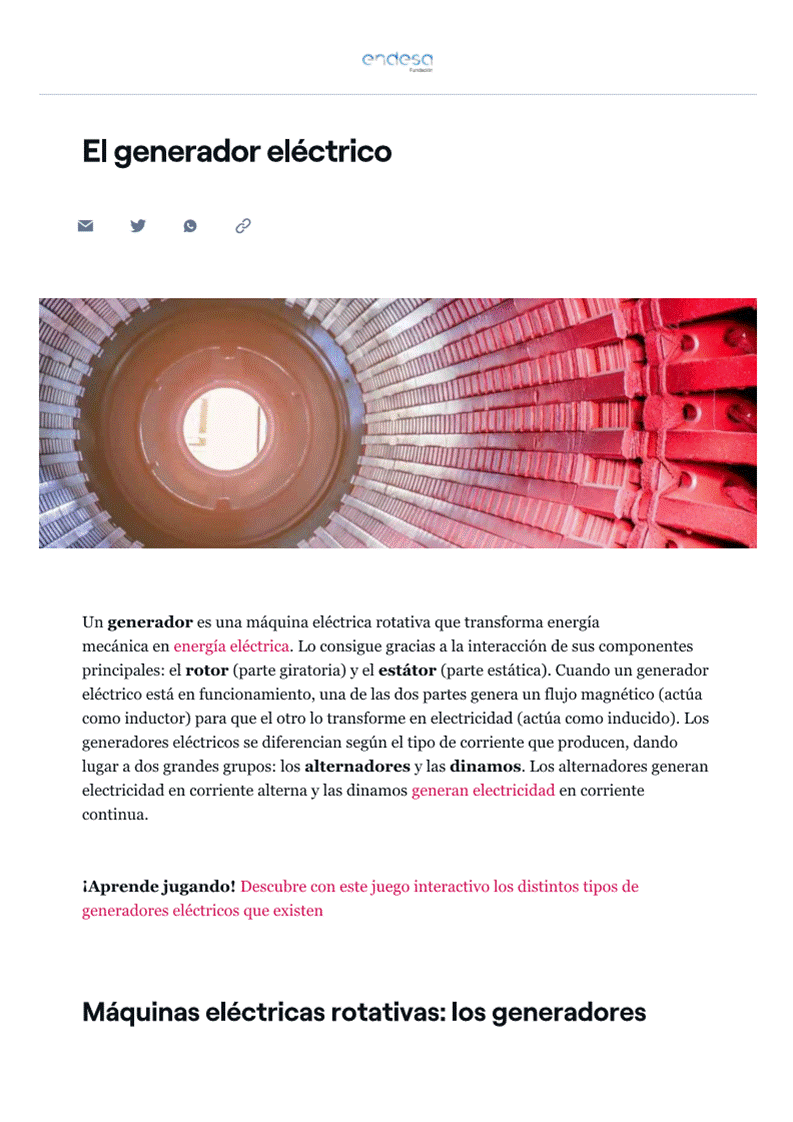 endesa
Fundación
El generador eléctrico
Un generador es una máquina eléctrica rotativa que transforma energía
mecánica en energía eléctrica. Lo consigue gracias a la interacción de sus componentes
principales: el rotor (parte giratoria) y el estátor (parte estática). Cuando un generador
eléctrico está en funcionamiento, una de las dos partes genera un flujo magnético (actúa
como inductor) para que el otro lo transforme en electricidad (actúa como inducido). Los
generadores eléctricos se diferencian según el tipo de corriente que producen, dando
lugar a dos grandes grupos: los alternadores y las dinamos. Los alternadores generan
electricidad en corriente alterna y las dinamos generan electricidad en corriente
continua.
¡Aprende jugando! Descubre con este juego interactivo los distintos tipos de
generadores eléctricos que existen
Máquinas eléctricas rotativas: los generadores